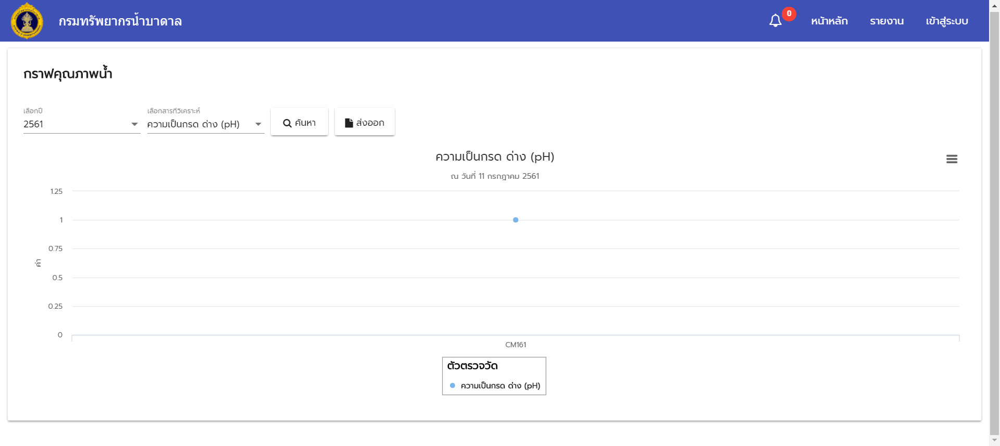 กรมทรัพยากรน้ำบาดาล
0
หน้าหลัก
รายงาน
เข้าสู่ระบบ
กราฟคุณภาพน้ำ
เลือกปี
2561
เลือกสารที่วิเคราะห์
ความเป็นกรด ด่าง (pH)
ค้นหา
ส่งออก
ความเป็นกรด ด่าง (pH)
ณ วันที่ 11 กรกฎาคม 2561
1.25
1
0.75
0.5
0.25
0
ค่า
CM161
ตัวตรวจวัด
ความเป็นกรด ด่าง (pH)